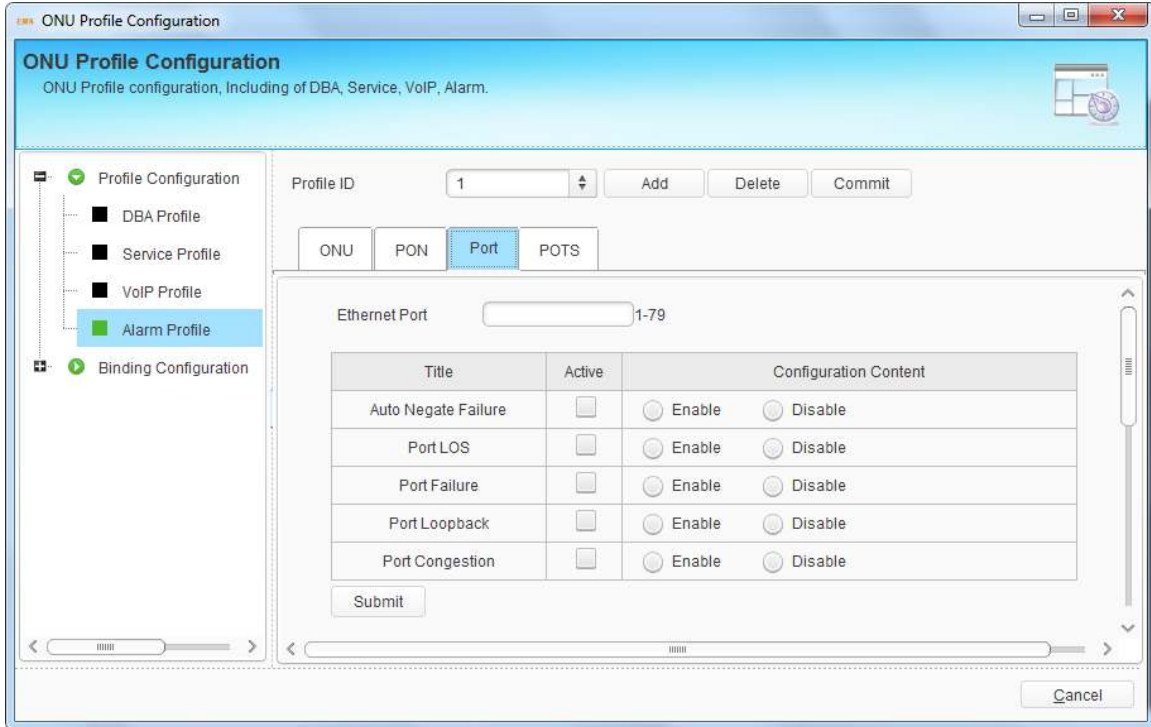 EMS ONU Profile Configuration
ONU Profile Configuration
ONU Profile configuration, Including of DBA, Service, VoIP, Alarm.
Profile Configuration
DBA Profile
Service Profile
VoIP Profile
Alarm Profile
Binding Configuration
Profile ID 1 Add Delete Commit
ONU PON Port POTS
Ethernet Port 1-79
Title Active Configuration Content
Auto Negate Failure Enable Disable
Port LOS Enable Disable
Port Failure Enable Disable
Port Loopback Enable Disable
Port Congestion Enable Disable
Submit
Cancel